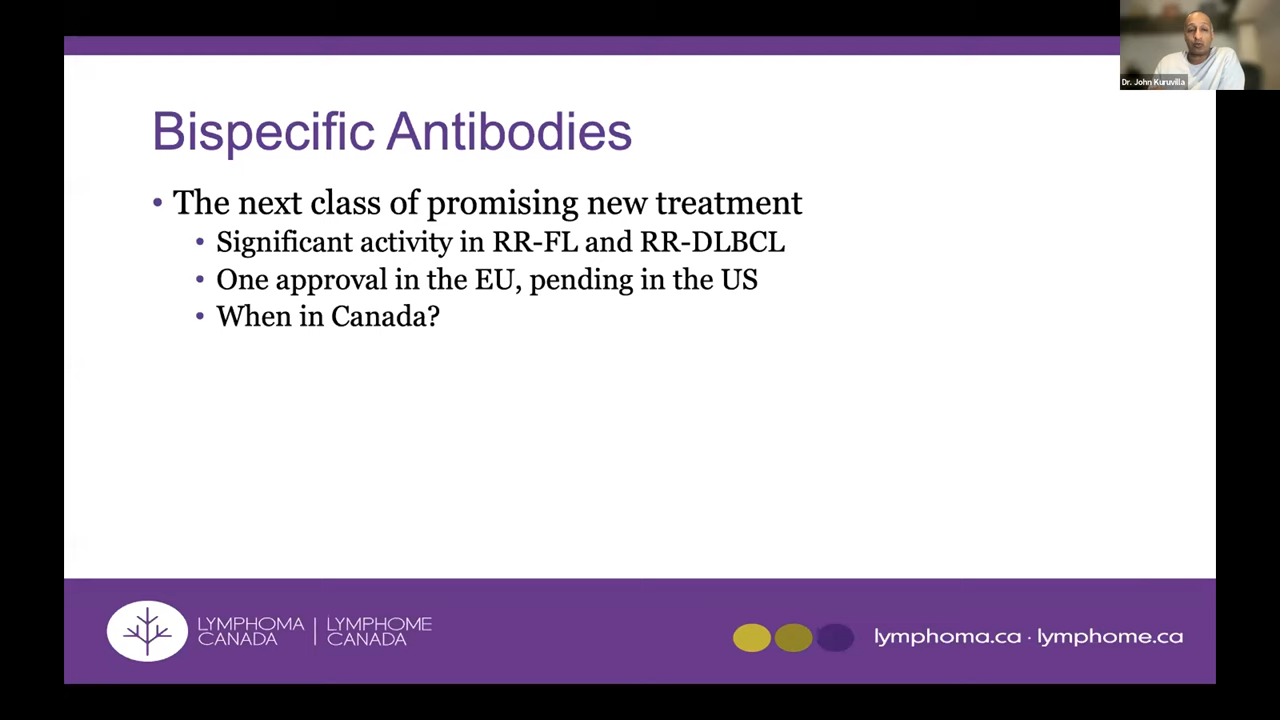 Dr. John Kuruvilla
Bispecific Antibodies
• The next class of promising new treatment
• Significant activity in RR-FL and RR-DLBCL
• One approval in the EU, pending in the US
• When in Canada?
LYMPHOMA | LYMPHOME
CANADA | CANADA
lymphoma.ca · lymphome.ca